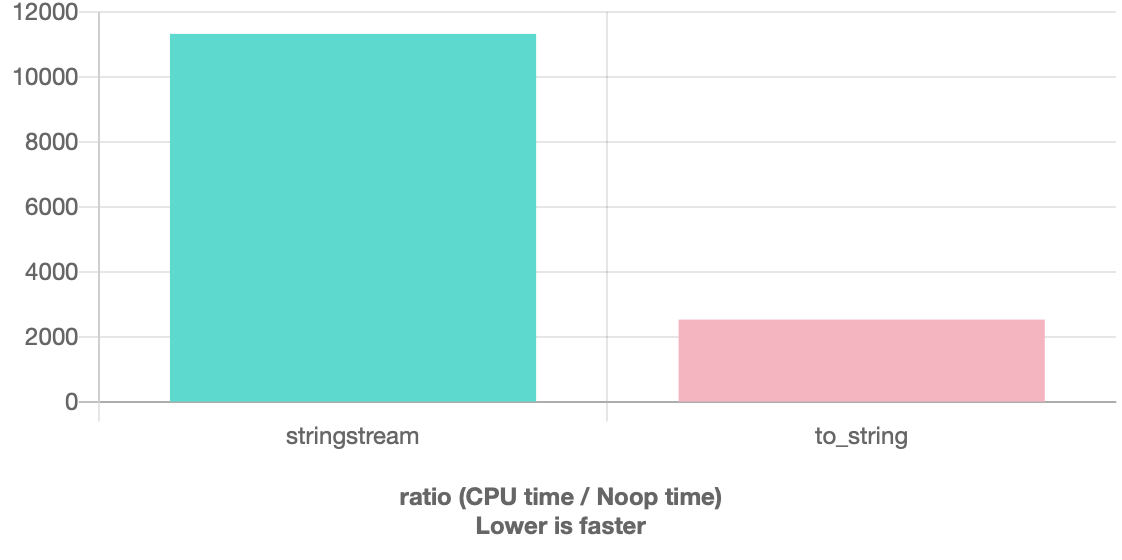 12000
10000
8000
6000
4000
2000
0
stringstream
to_string
ratio (CPU time / Noop time)
Lower is faster